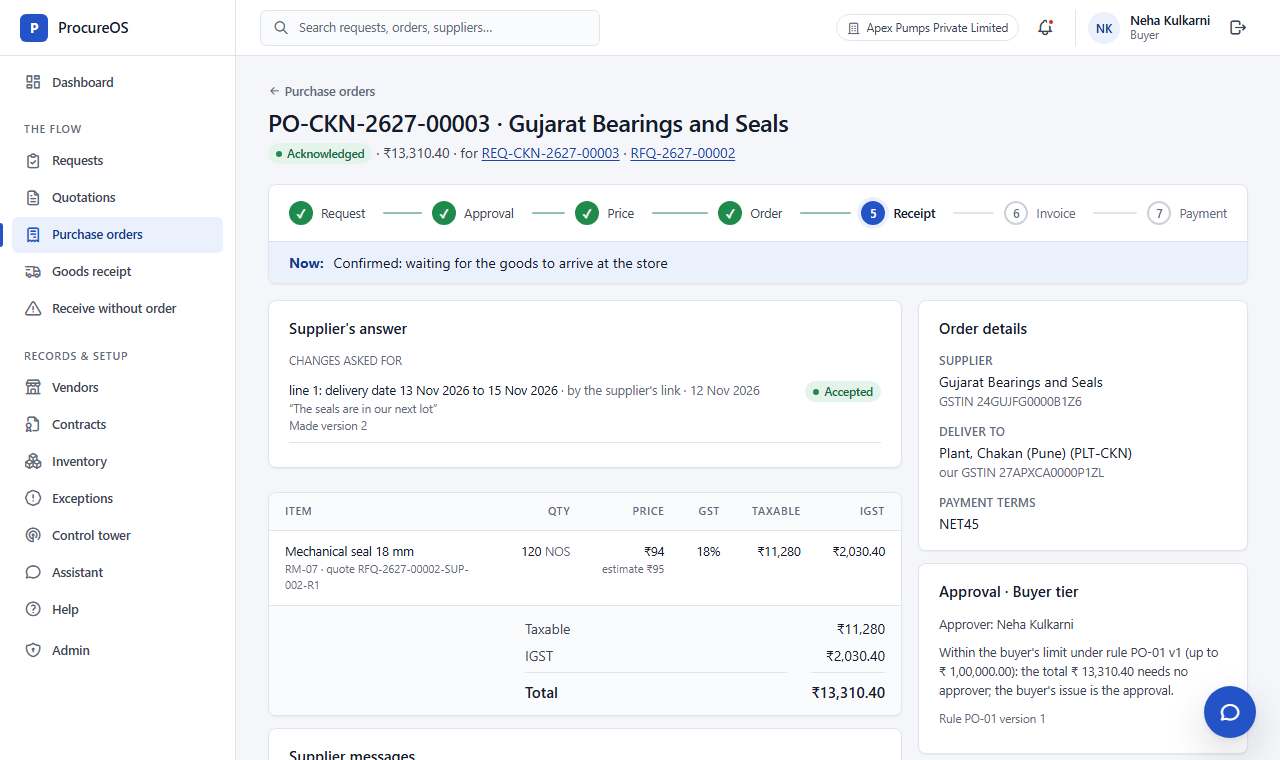 P ProcureOS
Search requests, orders, suppliers...
Apex Pumps Private Limited
NK
Neha Kulkarni
Buyer
Dashboard
THE FLOW
Requests
Quotations
Purchase orders
Goods receipt
Receive without order
RECORDS & SETUP
Vendors
Contracts
Inventory
Exceptions
Control tower
Assistant
Help
Admin
← Purchase orders
PO-CKN-2627-00003 · Gujarat Bearings and Seals
Acknowledged · ₹13,310.40 · for REQ-CKN-2627-00003 · RFQ-2627-00002
Request Approval Price Order 5 Receipt 6 Invoice 7 Payment
Now: Confirmed: waiting for the goods to arrive at the store
Supplier's answer
CHANGES ASKED FOR
line 1: delivery date 13 Nov 2026 to 15 Nov 2026 · by the supplier's link · 12 Nov 2026
Accepted
“The seals are in our next lot”
Made version 2
ITEM QTY PRICE GST TAXABLE IGST
Mechanical seal 18 mm 120 NOS ₹94 18% ₹11,280 ₹2,030.40
RM-07 · quote RFQ-2627-00002-SUP- estimate ₹95
002-R1
Taxable ₹11,280
IGST ₹2,030.40
Total ₹13,310.40
Supplier messages
Order details
SUPPLIER
Gujarat Bearings and Seals
GSTIN 24GUJFG0000B1Z6
DELIVER TO
Plant, Chakan (Pune) (PLT-CKN)
our GSTIN 27APXCA0000P1ZL
PAYMENT TERMS
NET45
Approval · Buyer tier
Approver: Neha Kulkarni
Within the buyer's limit under rule PO-01 v1 (up to
₹ 1,00,000.00): the total ₹ 13,310.40 needs no
approver; the buyer's issue is the approval.
Rule PO-01 version 1